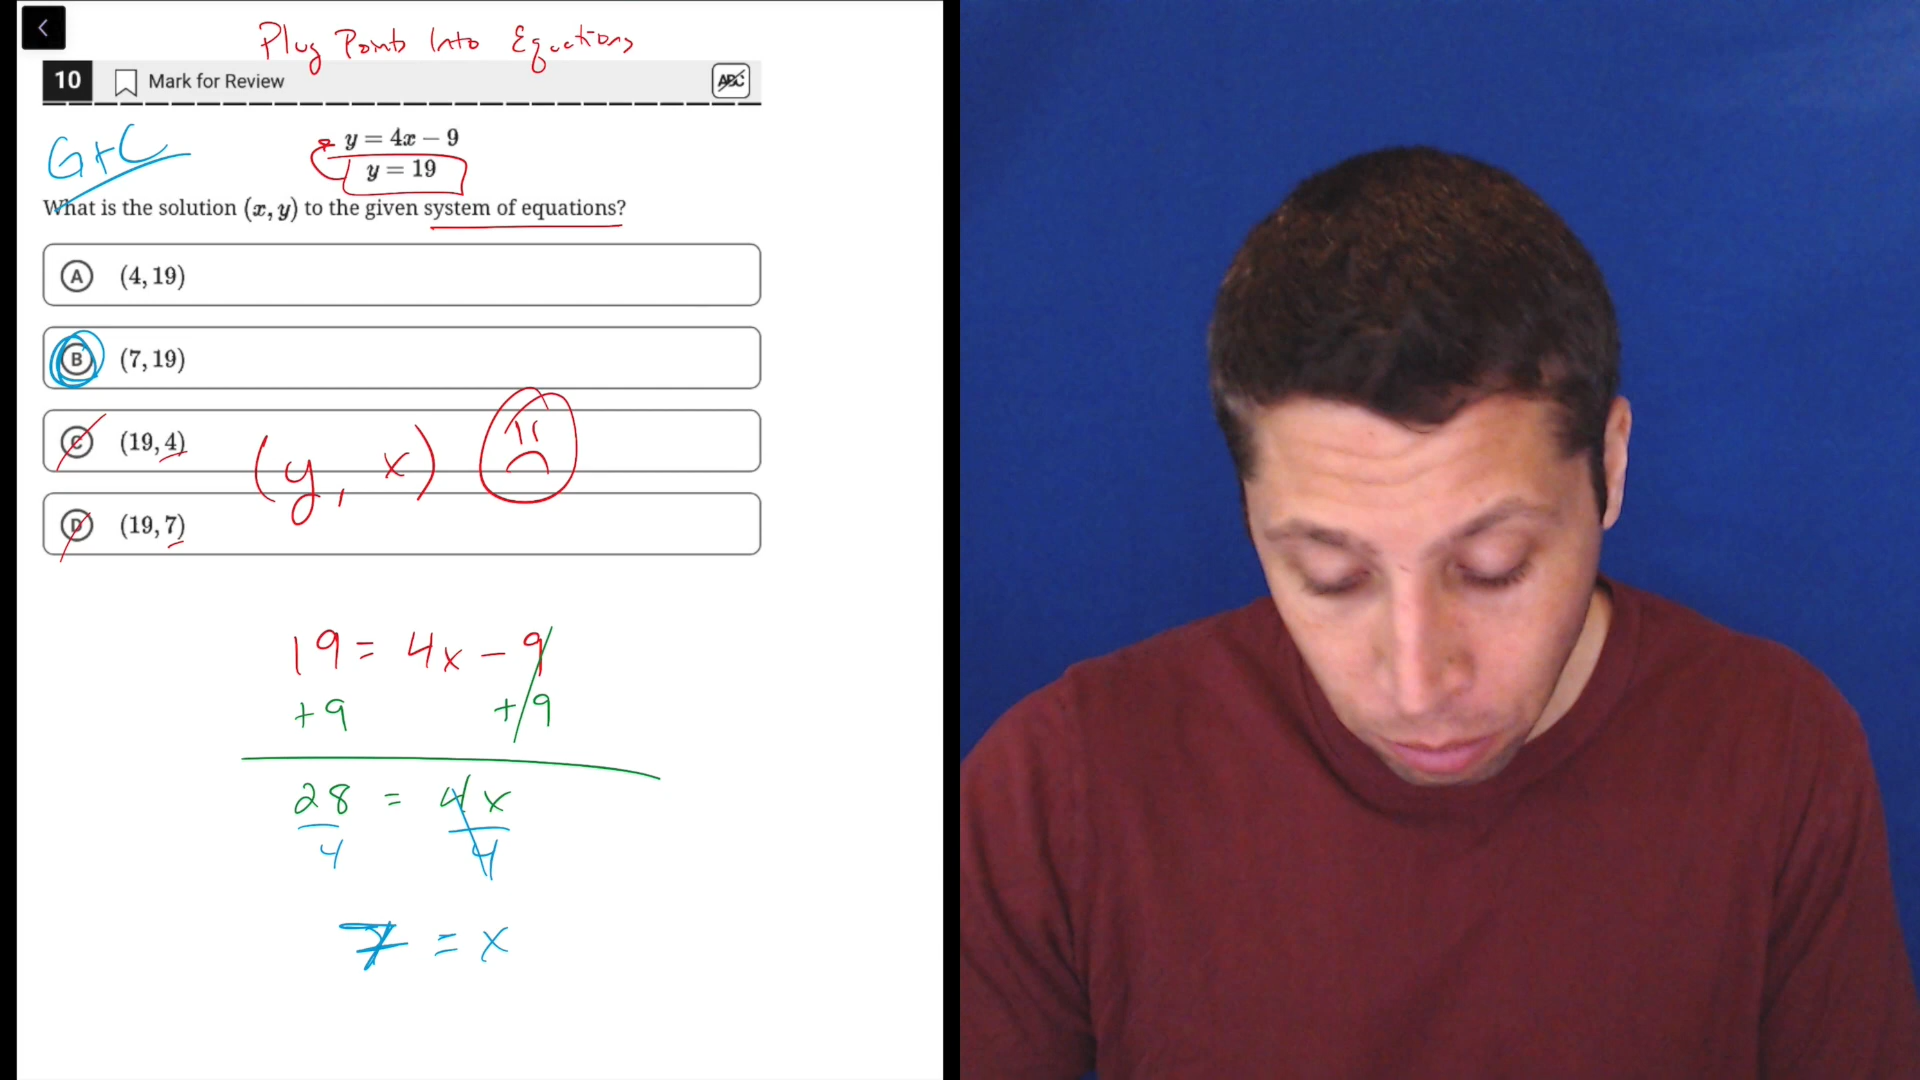 Plug Points Into Equations
10 Mark for Review ABC
G+C
y = 4x − 9
y = 19
What is the solution (x, y) to the given system of equations?
A (4, 19)
B (7, 19)
C (19, 4)
(y, x)
D (19, 7)
19 = 4x − 9
+9 +9
28 = 4x
4 4
7 = x